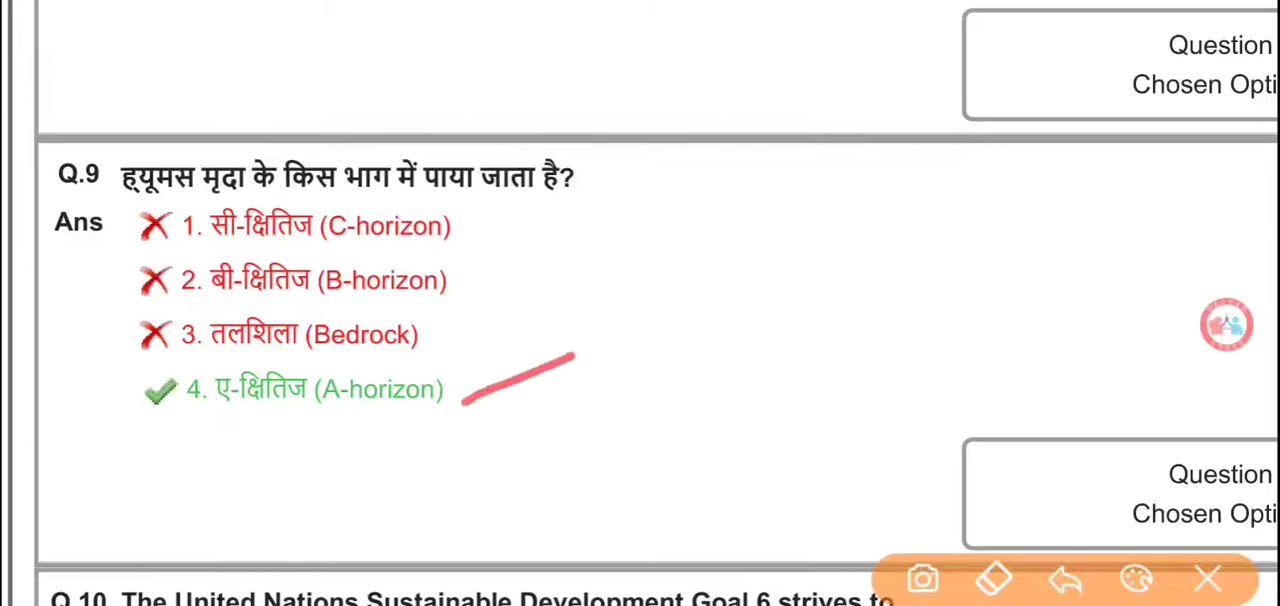 Question
Chosen Opti
Q.9 ह्यूमस मृदा के किस भाग में पाया जाता है?
Ans 1. सी-क्षितिज (C-horizon)
2. बी-क्षितिज (B-horizon)
3. तलशिला (Bedrock)
4. ए-क्षितिज (A-horizon)
Question
Chosen Opti
Q.10 The United Nations Sustainable Development Goal 6 strives to